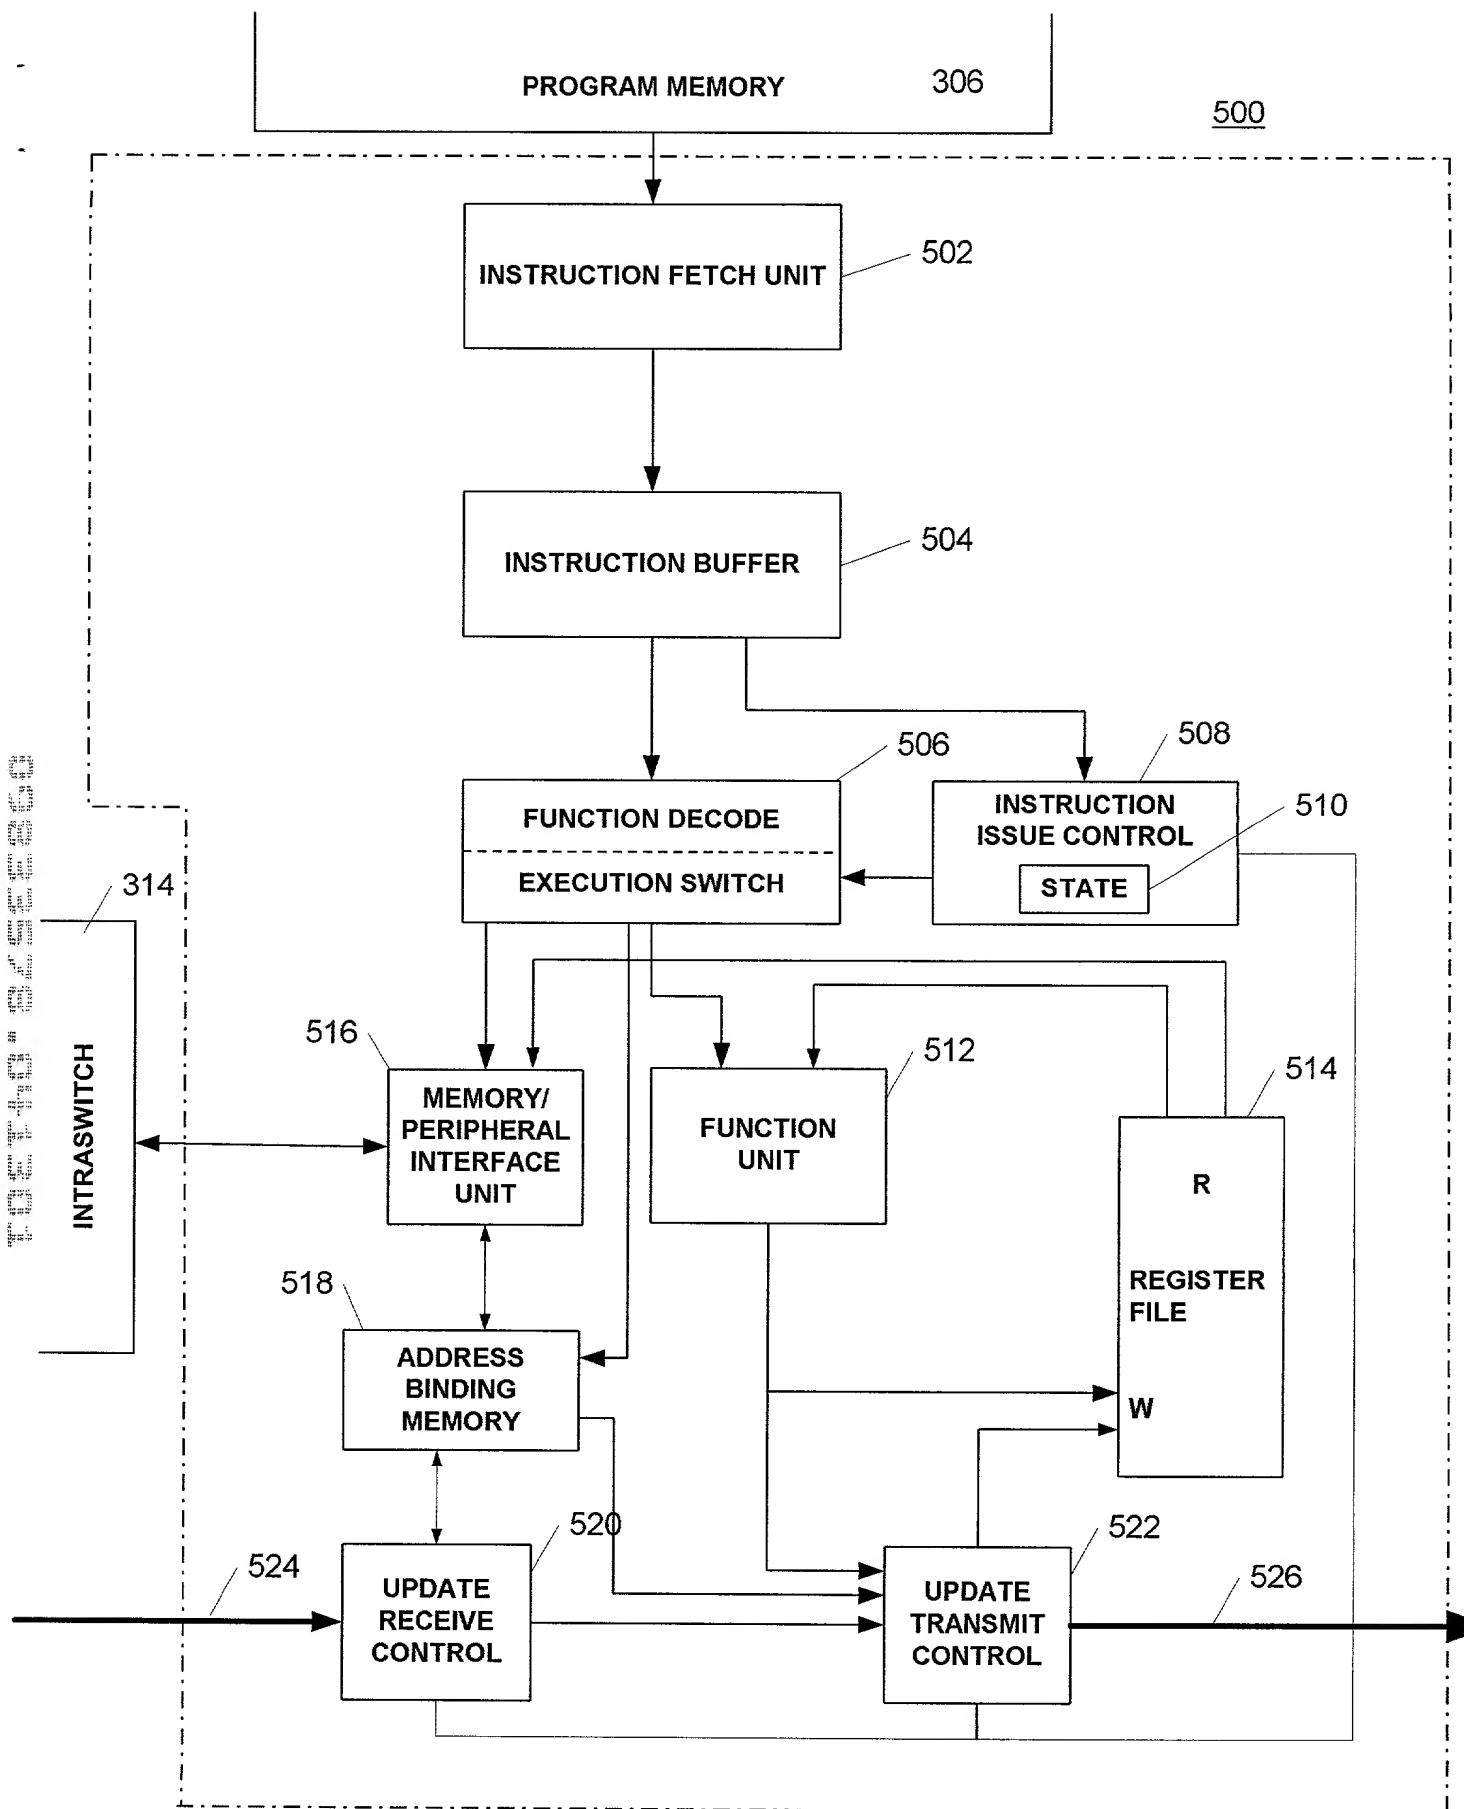 PROGRAM MEMORY 306
500
INSTRUCTION FETCH UNIT
502
INSTRUCTION BUFFER
504
506
508
FUNCTION DECODE
EXECUTION SWITCH
INSTRUCTION
ISSUE CONTROL
STATE
510
314
INTRASWITCH
516
MEMORY/
PERIPHERAL
INTERFACE
UNIT
512
FUNCTION
UNIT
514
R
REGISTER
FILE
W
518
ADDRESS
BINDING
MEMORY
520
522
524
UPDATE
RECEIVE
CONTROL
UPDATE
TRANSMIT
CONTROL
526